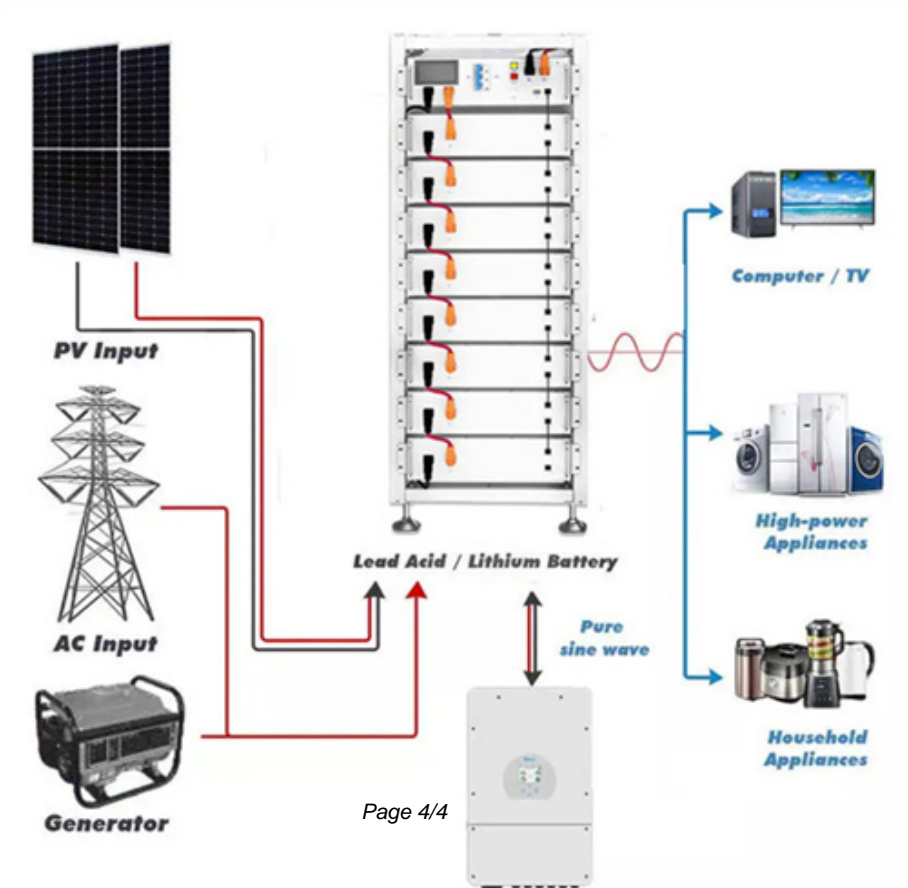 Computer / TV
PV Input
High-power
Appliances
Lead Acid / Lithium Battery
Pure
sine wave
AC Input
Household
Appliances
Page 4/4
Generator